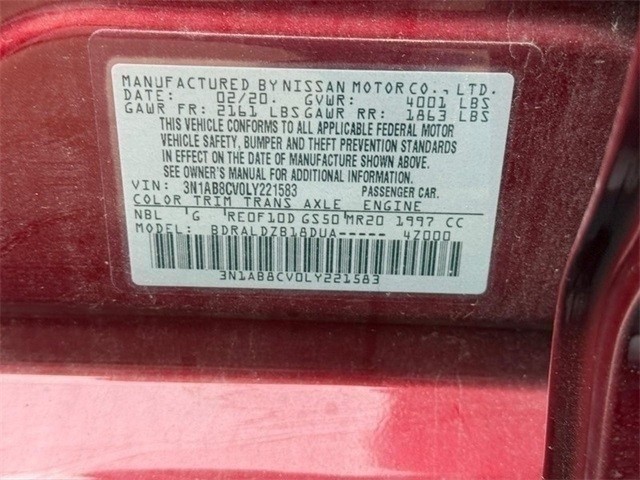 MANUFACTURED BY NISSAN MOTOR CO., LTD.
DATE: 02/20. GVWR: 4001 LBS
GAWR FR: 2161 LBS GAWR RR: 1863 LBS
THIS VEHICLE CONFORMS TO ALL APPLICABLE FEDERAL MOTOR
VEHICLE SAFETY, BUMPER AND THEFT PREVENTION STANDARDS
IN EFFECT ON THE DATE OF MANUFACTURE SHOWN ABOVE.
SEE OWNER'S MANUAL FOR ADDITIONAL INFORMATION.
VIN: 3N1AB8CV0LY221583 PASSENGER CAR.
COLOR TRIM TRANS AXLE ENGINE
NBL G RE0F10D GS50 MR20 1997 CC
MODEL: BDRALDZB18DUA----- 4Z000
3N1AB8CV0LY221583